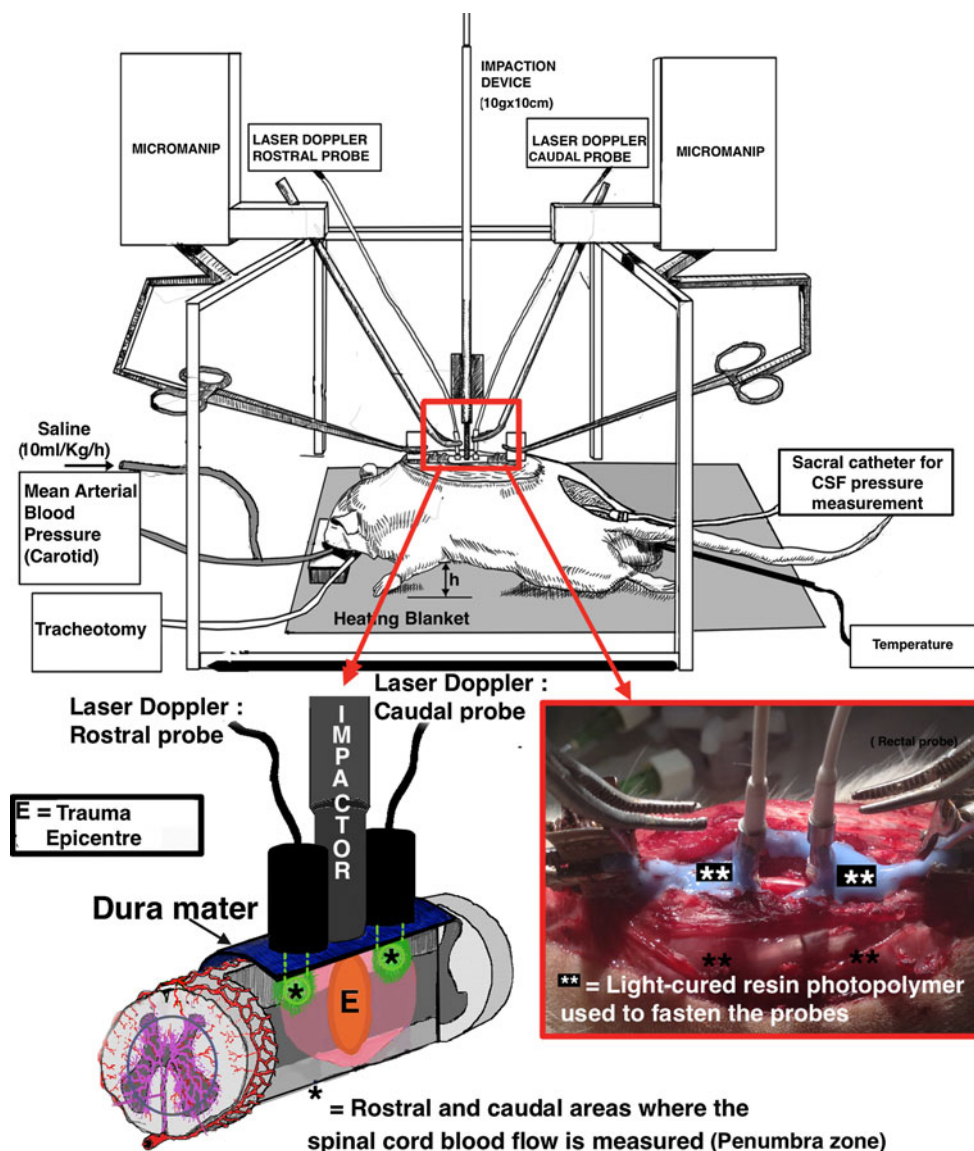 IMPACTION
DEVICE
(10gx10cm)
MICROMANIP
LASER DOPPLER
ROSTRAL PROBE
LASER DOPPLER
CAUDAL PROBE
MICROMANIP
Saline
(10ml/Kg/h)
Mean Arterial
Blood
Pressure
(Carotid)
Tracheotomy
Sacral catheter for
CSF pressure
measurement
h
Heating Blanket
Temperature
Laser Doppler :
Rostral probe
Laser Doppler :
Caudal probe
IMPACTOR
E = Trauma
Epicentre
Dura mater
*
*
E
( Rectal probe)
**
**
**
**
** = Light-cured resin photopolymer
used to fasten the probes
* = Rostral and caudal areas where the
spinal cord blood flow is measured (Penumbra zone)